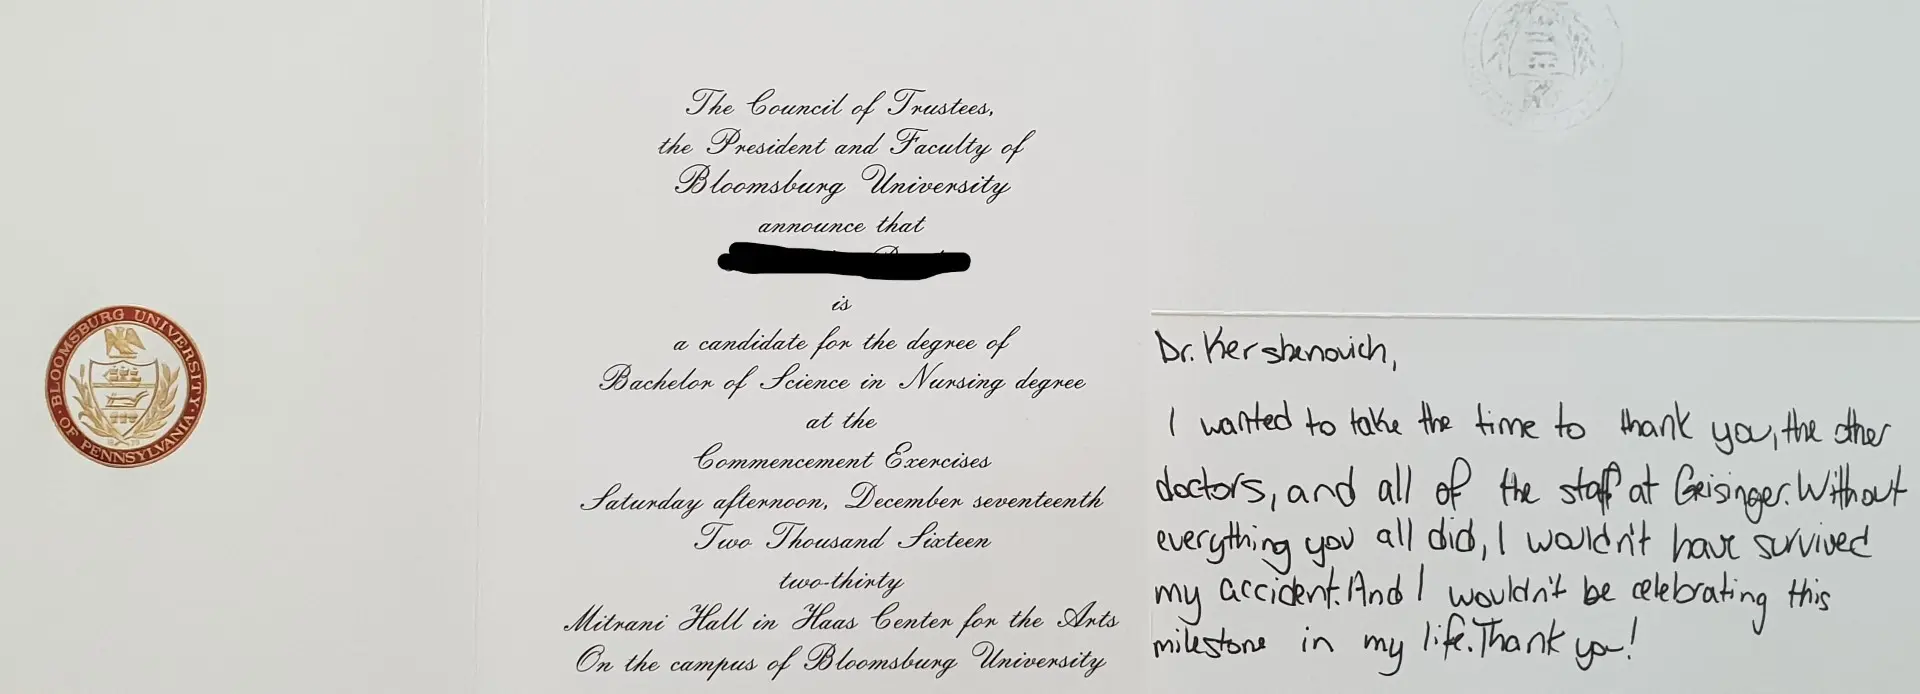 BLOOMSBURG UNIVERSITY
OF PENNSYLVANIA
The Council of Trustees,
the President and Faculty of
Bloomsburg University
announce that
is
a candidate for the degree of
Bachelor of Science in Nursing degree
at the
Commencement Exercises
Saturday afternoon, December seventeenth
Two Thousand Sixteen
two-thirty
Mitrani Hall in Haas Center for the Arts
On the campus of Bloomsburg University
Dr. Kershenovich,
I wanted to take the time to thank you, the other
doctors, and all of the staff at Geisinger. Without
everything you all did, I wouldn't have survived
my accident. And I wouldn't be celebrating this
milestone in my life. Thank you!